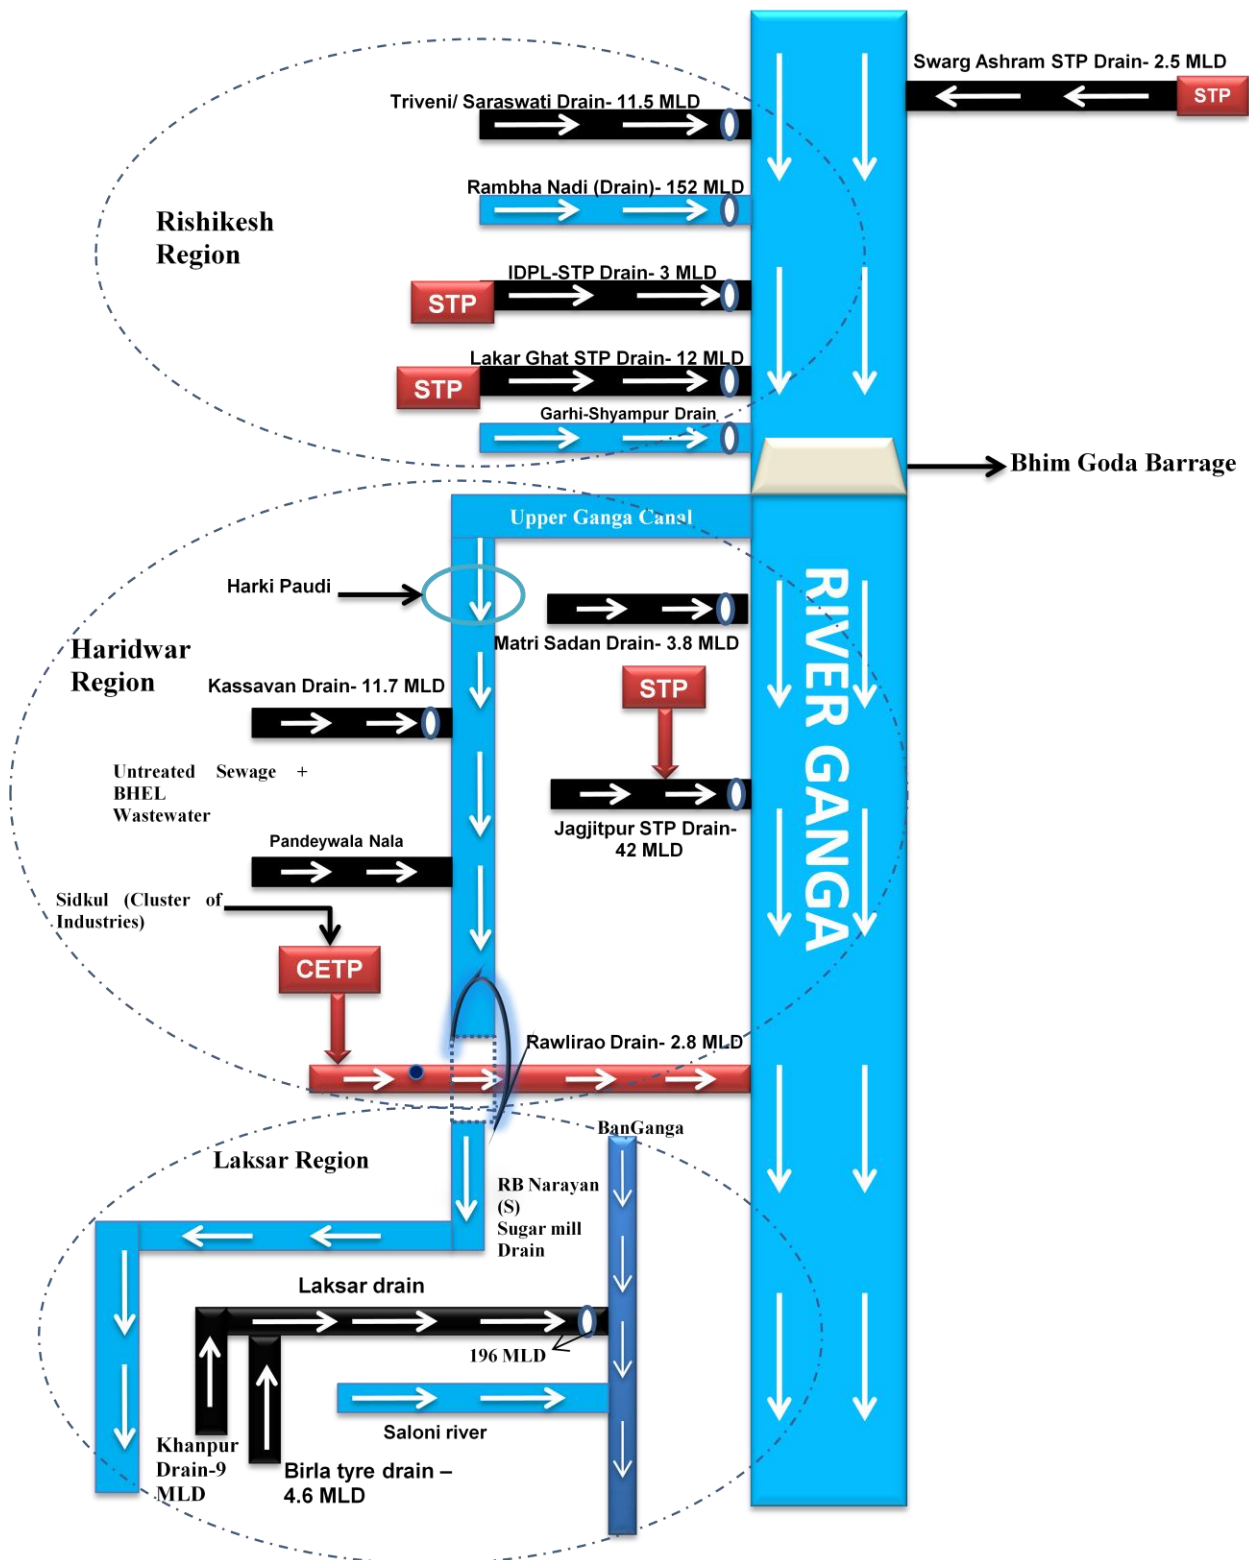 Swarg Ashram STP Drain- 2.5 MLD
STP
Triveni/ Saraswati Drain- 11.5 MLD
Rambha Nadi (Drain)- 152 MLD
Rishikesh
Region
IDPL-STP Drain- 3 MLD
STP
Lakar Ghat STP Drain- 12 MLD
STP
Garhi-Shyampur Drain
Bhim Goda Barrage
Upper Ganga Canal
RIVER GANGA
Harki Paudi
Matri Sadan Drain- 3.8 MLD
Haridwar
Region
Kassavan Drain- 11.7 MLD
STP
Untreated Sewage +
BHEL
Wastewater
Jagjitpur STP Drain-
42 MLD
Pandeywala Nala
Sidkul (Cluster of
Industries)
CETP
Rawlirao Drain- 2.8 MLD
BanGanga
Laksar Region
RB Narayan
(S)
Sugar mill
Drain
Laksar drain
196 MLD
Saloni river
Khanpur
Drain-9
MLD
Birla tyre drain –
4.6 MLD